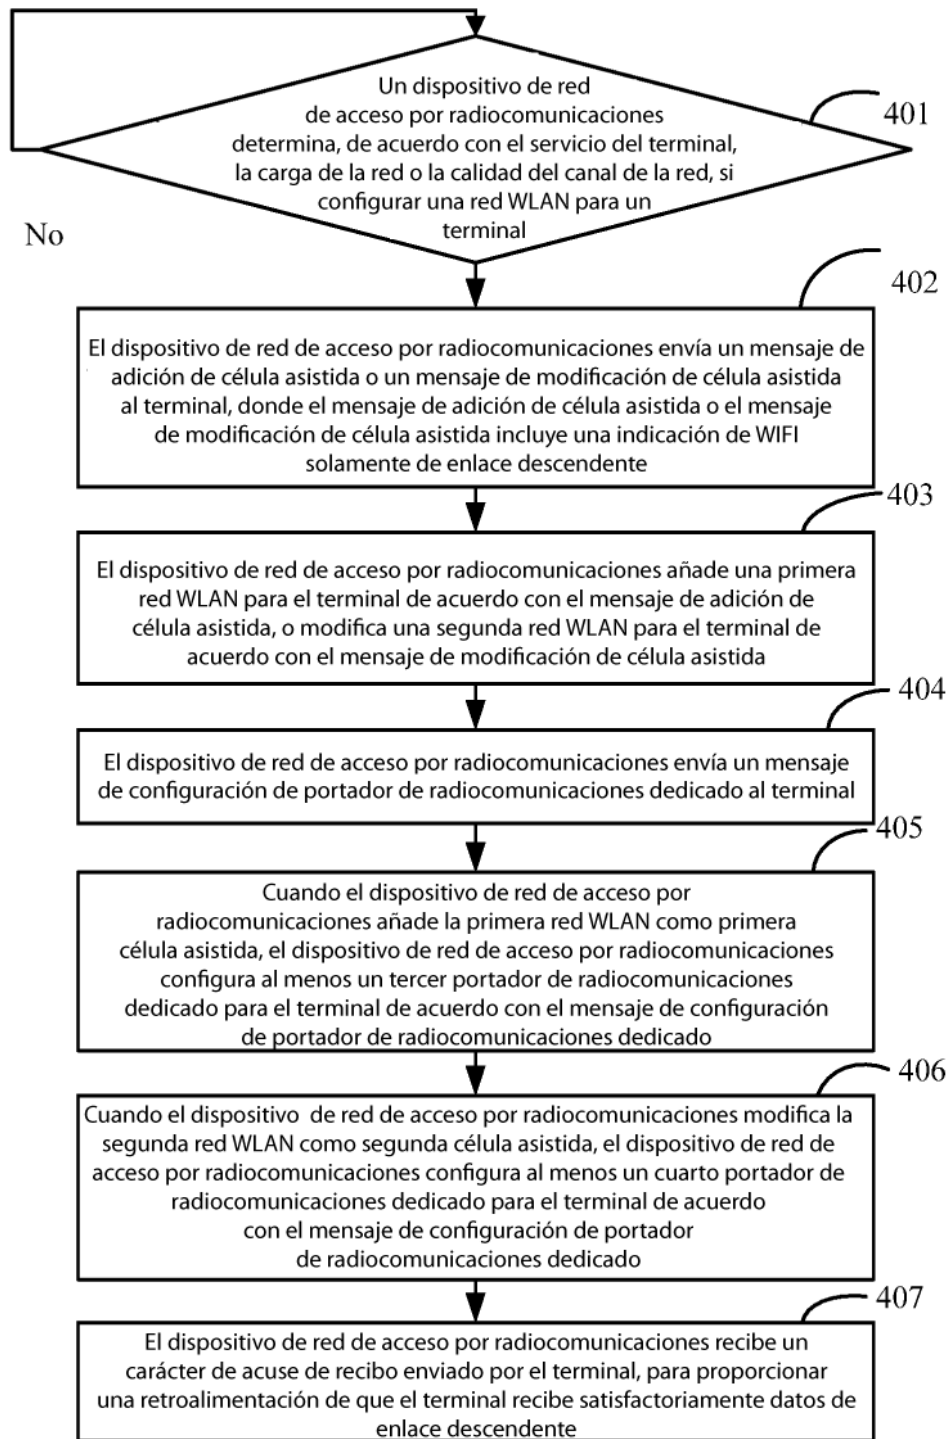 Un dispositivo de red
de acceso por radiocomunicaciones
determina, de acuerdo con el servicio del terminal,
la carga de la red o la calidad del canal de la red, si
configurar una red WLAN para un
terminal
401
No
402
El dispositivo de red de acceso por radiocomunicaciones envía un mensaje de
adición de célula asistida o un mensaje de modificación de célula asistida
al terminal, donde el mensaje de adición de célula asistida o el mensaje
de modificación de célula asistida incluye una indicación de WIFI
solamente de enlace descendente
403
El dispositivo de red de acceso por radiocomunicaciones añade una primera
red WLAN para el terminal de acuerdo con el mensaje de adición de
célula asistida, o modifica una segunda red WLAN para el terminal de
acuerdo con el mensaje de modificación de célula asistida
404
El dispositivo de red de acceso por radiocomunicaciones envía un mensaje
de configuración de portador de radiocomunicaciones dedicado al terminal
405
Cuando el dispositivo de red de acceso por
radiocomunicaciones añade la primera red WLAN como primera
célula asistida, el dispositivo de red de acceso por radiocomunicaciones
configura al menos un tercer portador de radiocomunicaciones
dedicado para el terminal de acuerdo con el mensaje de configuración
de portador de radiocomunicaciones dedicado
406
Cuando el dispositivo de red de acceso por radiocomunicaciones modifica la
segunda red WLAN como segunda célula asistida, el dispositivo de red de
acceso por radiocomunicaciones configura al menos un cuarto portador de
radiocomunicaciones dedicado para el terminal de acuerdo
con el mensaje de configuración de portador
de radiocomunicaciones dedicado
407
El dispositivo de red de acceso por radiocomunicaciones recibe un
carácter de acuse de recibo enviado por el terminal, para proporcionar
una retroalimentación de que el terminal recibe satisfactoriamente datos de
enlace descendente